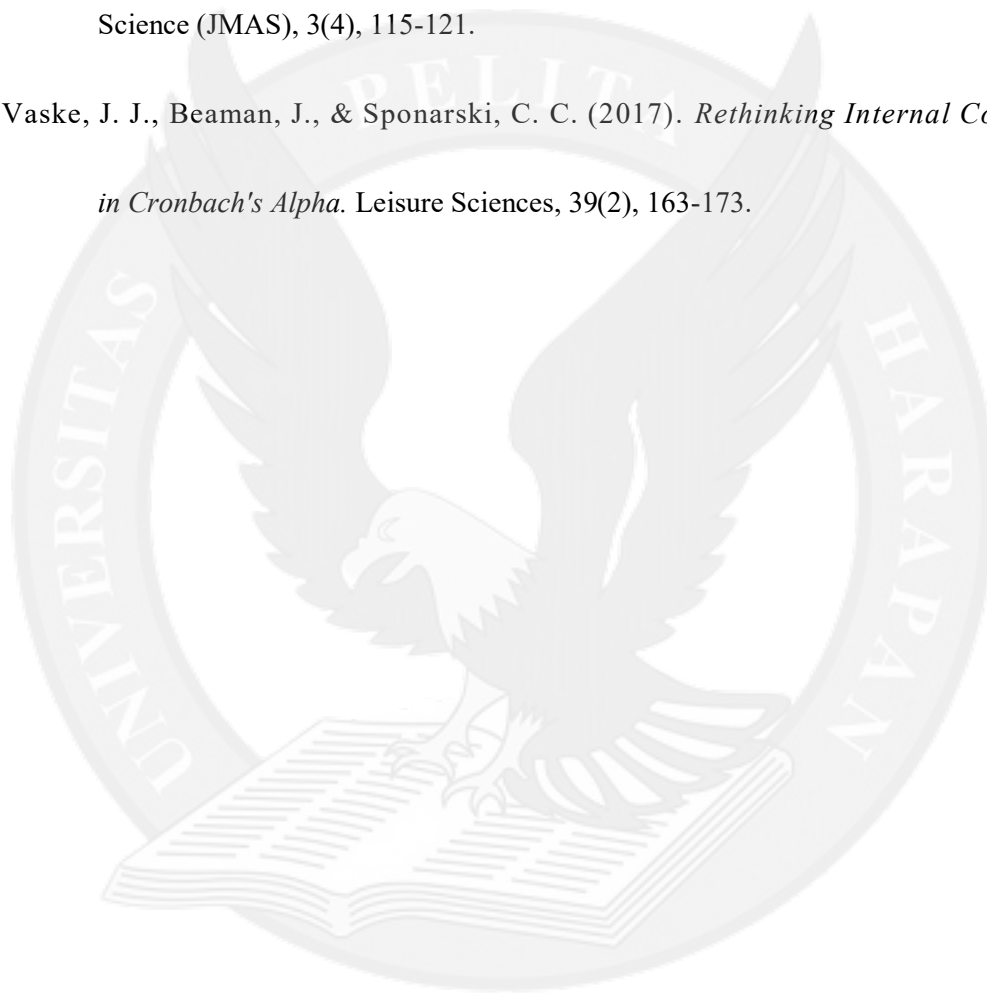 Science (JMAS), 3(4), 115-121.
Vaske, J. J., Beaman, J., & Sponarski, C. C. (2017). Rethinking Internal
in Cronbach's Alpha. Leisure Sciences, 39(2), 163-173.
UNIVERSITAS PELITA HARAPAN